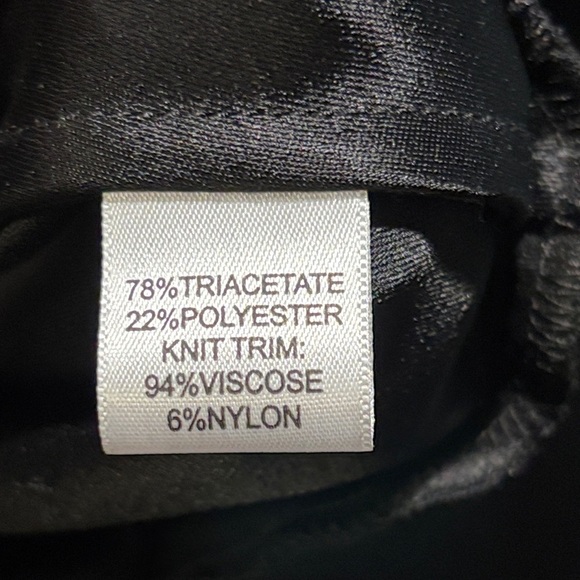 78%TRIACETATE
22%POLYESTER
KNIT TRIM:
94%VISCOSE
6%NYLON